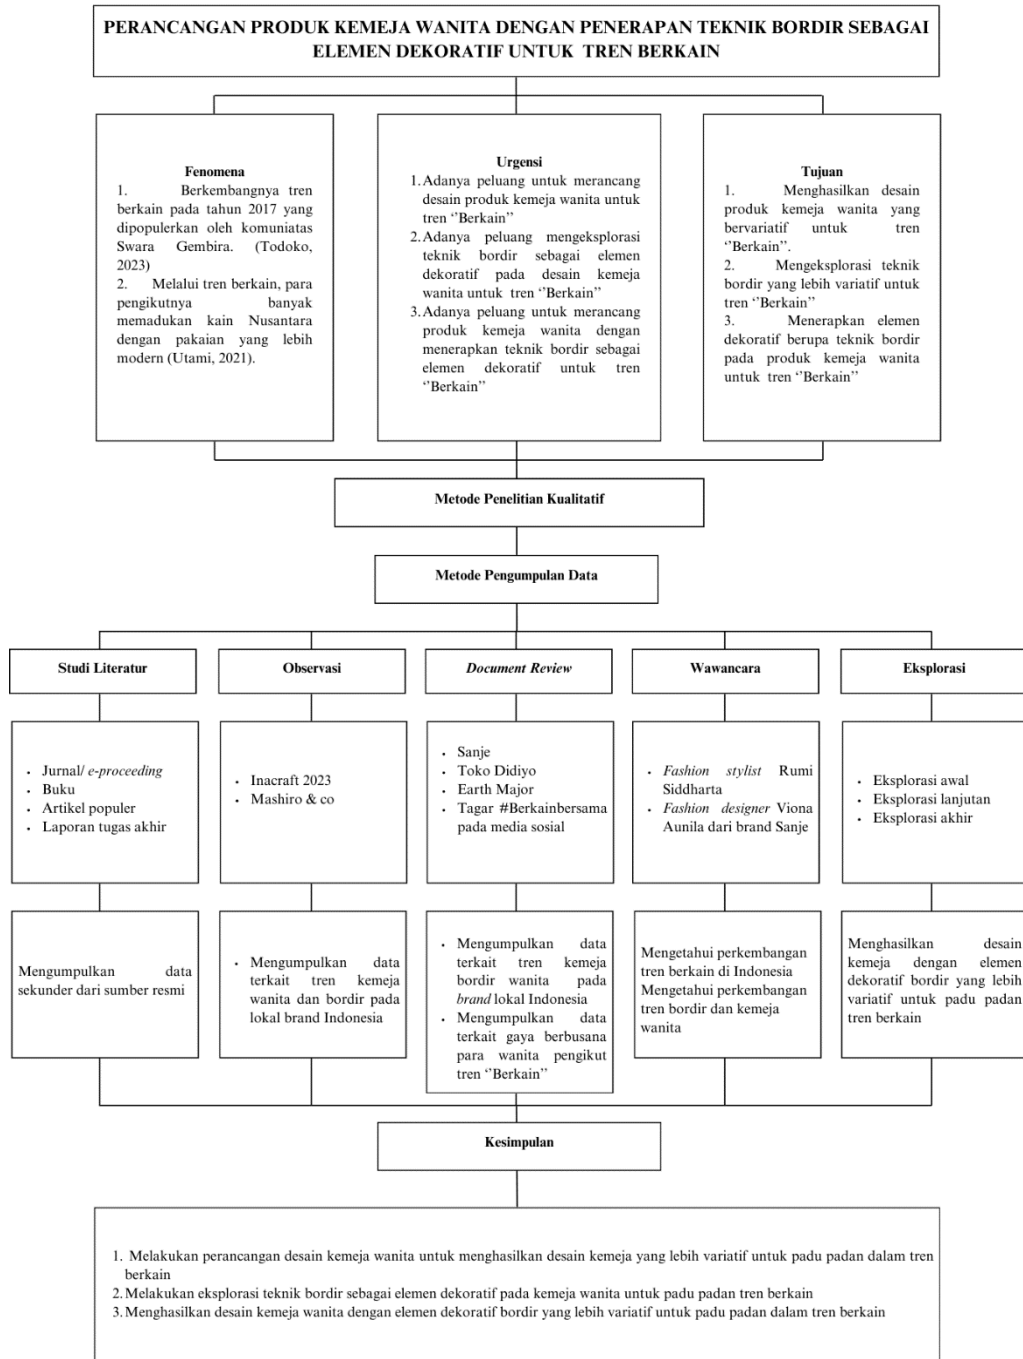 PERANCANGAN PRODUK KEMEJA WANITA DENGAN PENERAPAN TEKNIK BORDIR SEBAGAI
ELEMEN DEKORATIF UNTUK TREN BERKAIN
Fenomena
1. Berkembangnya tren
berkain pada tahun 2017 yang
dipopulerkan oleh komuniatas
Swara Gembira. (Todoko,
2023)
2. Melalui tren berkain, para
pengikutnya banyak
memadukan kain Nusantara
dengan pakaian yang lebih
modern (Utami, 2021).
Urgensi
1. Adanya peluang untuk merancang
desain produk kemeja wanita untuk
tren ‘’Berkain’’
2. Adanya peluang mengeksplorasi
teknik bordir sebagai elemen
dekoratif pada desain kemeja
wanita untuk tren ‘’Berkain’’
3. Adanya peluang untuk merancang
produk kemeja wanita dengan
menerapkan teknik bordir sebagai
elemen dekoratif untuk tren
‘’Berkain’’
Tujuan
1. Menghasilkan desain
produk kemeja wanita yang
bervariatif untuk tren
‘’Berkain’’.
2. Mengeksplorasi teknik
bordir yang lebih variatif untuk
tren ‘’Berkain’’
3. Menerapkan elemen
dekoratif berupa teknik bordir
pada produk kemeja wanita
untuk tren ‘’Berkain’’
Metode Penelitian Kualitatif
Metode Pengumpulan Data
Studi Literatur
Observasi
Document Review
Wawancara
Eksplorasi
• Jurnal/ e-proceeding
• Buku
• Artikel populer
• Laporan tugas akhir
• Inacraft 2023
• Mashiro & co
• Sanje
• Toko Didiyo
• Earth Major
• Tagar #Berkainbersama
pada media sosial
• Fashion stylist Rumi
Siddharta
• Fashion designer Viona
Aunila dari brand Sanje
• Eksplorasi awal
• Eksplorasi lanjutan
• Eksplorasi akhir
Mengumpulkan data
sekunder dari sumber resmi
• Mengumpulkan data
terkait tren kemeja
wanita dan bordir pada
lokal brand Indonesia
• Mengumpulkan data
terkait tren kemeja
bordir wanita pada
brand lokal Indonesia
• Mengumpulkan data
terkait gaya berbusana
para wanita pengikut
tren ‘’Berkain’’
Mengetahui perkembangan
tren berkain di Indonesia
Mengetahui perkembangan
tren bordir dan kemeja
wanita
Menghasilkan desain
kemeja dengan elemen
dekoratif bordir yang lebih
variatif untuk padu padan
tren berkain
Kesimpulan
1. Melakukan perancangan desain kemeja wanita untuk menghasilkan desain kemeja yang lebih variatif untuk padu padan dalam tren
berkain
2. Melakukan eksplorasi teknik bordir sebagai elemen dekoratif pada kemeja wanita untuk padu padan tren berkain
3. Menghasilkan desain kemeja wanita dengan elemen dekoratif bordir yang lebih variatif untuk padu padan dalam tren berkain